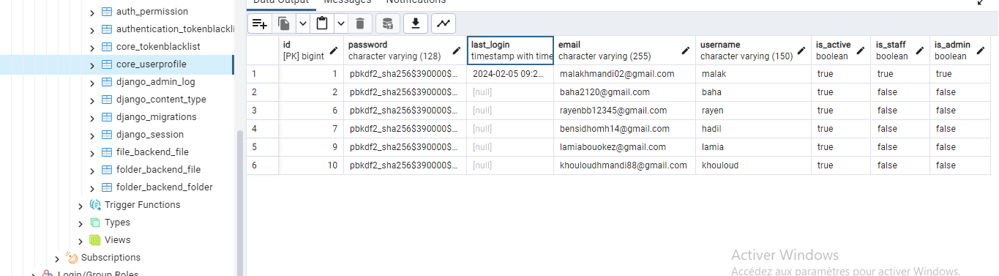 auth_permission
authentication_tokenblackli
core_tokenblacklist
core_userprofile
django_admin_log
django_content_type
django_migrations
django_session
file_backend_file
folder_backend_file
folder_backend_folder
Trigger Functions
Types
Views
Subscriptions
Login/Group Roles
Data Output Messages Notifications
id password last_login email username is_active is_staff is_admin
[PK] bigint character varying (128) timestamp with time character varying (255) character varying (150) boolean boolean boolean
1 1 pbkdf2_sha256$390000$... 2024-02-05 09:2... malakhmandi02@gmail.com malak true true true
2 2 pbkdf2_sha256$390000$... [null] baha2120@gmail.com baha true false false
3 6 pbkdf2_sha256$390000$... [null] rayenbb12345@gmail.com rayen true false false
4 7 pbkdf2_sha256$390000$... [null] bensidhomh14@gmail.com hadil true false false
5 9 pbkdf2_sha256$390000$... [null] lamiabouokez@gmail.com lamia true false false
6 10 pbkdf2_sha256$390000$... [null] khouloudhmandi88@gmail.com khouloud true false false
Activer Windows
Accédez aux paramètres pour activer Windows.